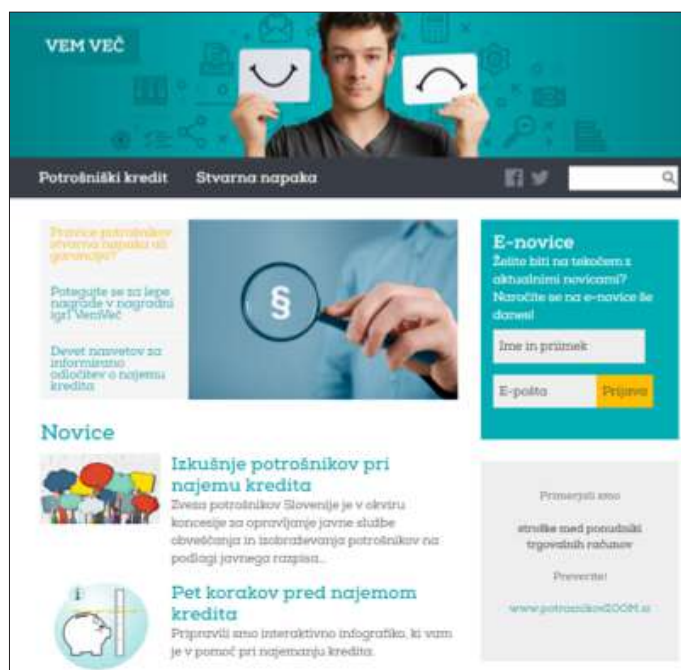 VEM VEČ
Potrošniški kredit Stvarna napaka
Pravice potrošnikov
stvarna napaka ali
garancija?
Potegujte se za lepe
nagrade v nagradni
igri VemVeč
Devet nasvetov za
informirano
odločitev o najemu
kredita
§
E-novice
Želite biti na tekočem z
aktualnimi novicami?
Naročite se na e-novice še
danes!
Ime in priimek
E-pošta Prijava
Novice
Izkušnje potrošnikov pri
najemu kredita
Zveza potrošnikov Slovenije je v okviru
koncesije za opravljanje javne službe
obveščanja in izobraževanja potrošnikov na
podlagi javnega razpisa...
Pet korakov pred najemom
kredita
Pripravili smo interaktivno infografiko, ki vam
je v pomoč pri najemanju kredita.
Primerjali smo
stroške med ponudniki
trgovalnih računov
Preverite!
www.potrosnikovZOOM.si